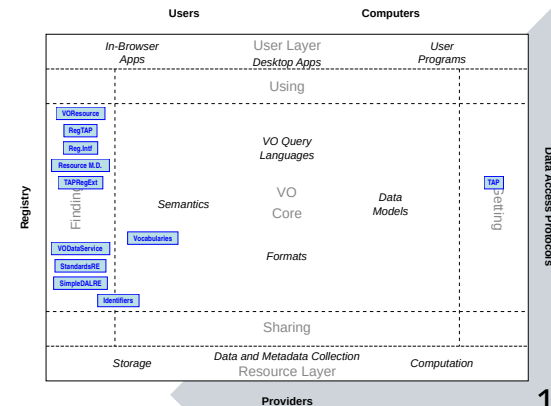 Users
Computers
In-Browser
Apps
User Layer
Desktop Apps
User
Programs
Using
VOResource
RegTAP
Reg.Intf
Resource M.D.
TAPRegExt
VO Query
Languages
TAP
Registry
Finding
Semantics
VO
Core
Data
Models
Getting
Data Access Protocols
Vocabularies
VODataService
StandardsRE
SimpleDALRE
Identifiers
Formats
Sharing
Storage
Data and Metadata Collection
Computation
Resource Layer
Providers
1